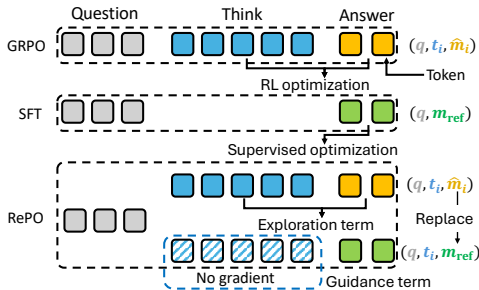 Question Think Answer
GRPO (q, t_i, m̂_i)
Token
RL optimization
SFT (q, m_ref)
Supervised optimization
(q, t_i, m̂_i)
Replace
RePO
Exploration term
(q, t_i, m_ref)
No gradient
Guidance term